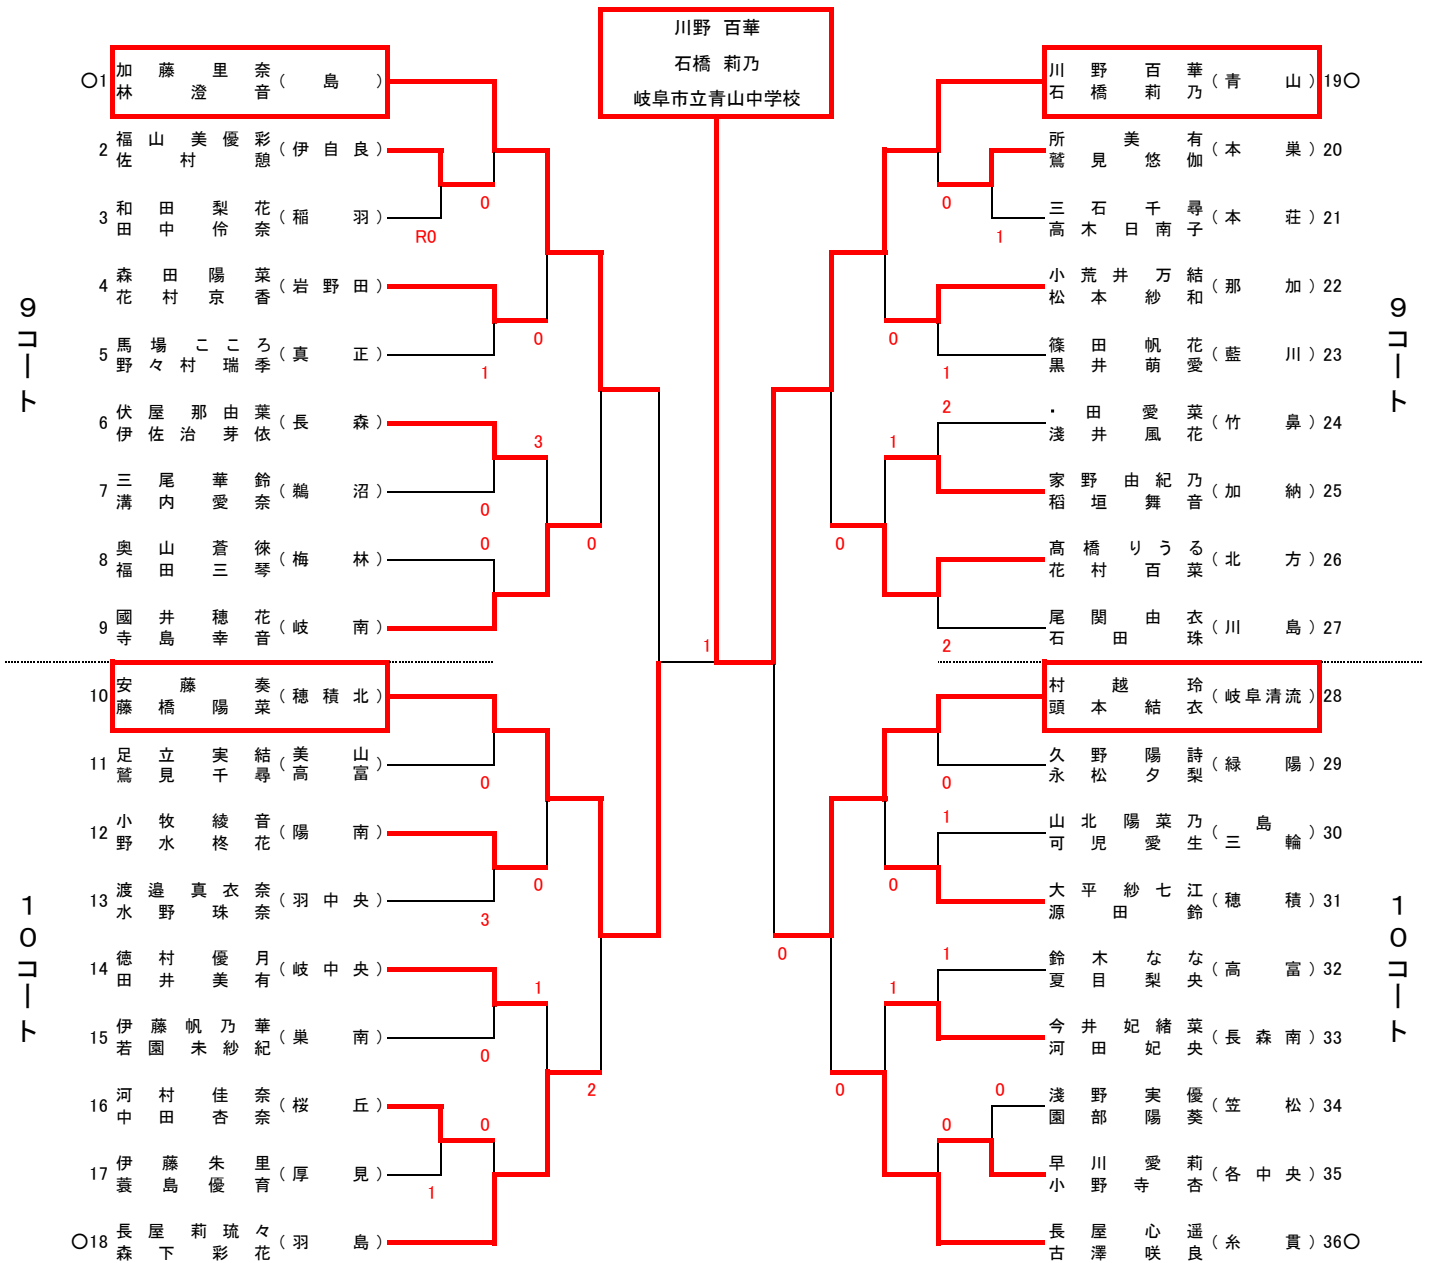 川野 百華
石橋 莉乃
岐阜市立青山中学校
9コート
〇1 加藤里奈 林澄音 (島)
2 福山美優彩 佐村憩 (伊自良)
0
3 和田梨花 田中伶奈 (稲羽)
R0
4 森田陽菜 花村京香 (岩野田)
0
5 馬場こころ 野々村瑞季 (真正)
1
6 伏屋那由葉 伊佐治芽依 (長森)
3
7 三尾華鈴 溝内愛奈 (鵜沼)
0
0
0
8 奥山蒼徠 福田三琴 (梅林)
9 國井穂花 寺島幸音 (岐南)
1
10コート
10 安藤奏 藤橋陽菜 (穂積北)
11 足立実結 鷲見千尋 (美山 高富)
0
12 小牧綾音 野水柊花 (陽南)
0
13 渡邉真衣奈 水野珠奈 (羽中央)
3
14 徳村優月 田井美有 (岐中央)
1
15 伊藤帆乃華 若園未紗紀 (巣南)
0
2
16 河村佳奈 中田杏奈 (桜丘)
0
17 伊藤朱里 蓑島優育 (厚見)
1
〇18 長屋莉琉々 森下彩花 (羽島)
9コート
川野百華 石橋莉乃 (青山) 19〇
所美有 鷲見悠伽 (本巣) 20
0
三石千尋 高木日南子 (本荘) 21
1
小荒井万結 松本紗和 (那加) 22
0
篠田帆花 黒井萌愛 (藍川) 23
1
2
・田愛菜 淺井風花 (竹鼻) 24
1
家野由紀乃 稻垣舞音 (加納) 25
0
髙橋りうる 花村百菜 (北方) 26
尾関由衣 石田珠 (川島) 27
2
10コート
村越玲 頭本結衣 (岐阜清流) 28
久野陽詩 永松夕梨 (緑陽) 29
0
1
山北陽菜乃 可児愛生 (島 三輪) 30
0
大平紗七江 源田鈴 (穂積) 31
0
1
鈴木なな 夏目梨央 (高富) 32
1
今井妃緒菜 河田妃央 (長森南) 33
0
0
淺野実優 園部陽葵 (笠松) 34
0
早川愛莉 小野寺杏 (各中央) 35
長屋心遥 古澤咲良 (糸貫) 36〇